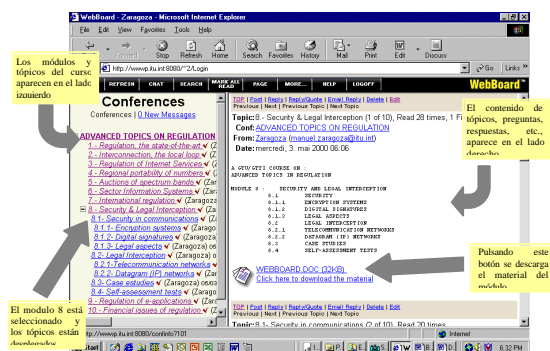 WebBoard - Zaragoza - Microsoft Internet Explorer
File Edit View Favorites Tools Help
Stop Refresh Home Search Favorites History Mail Print Edit Discuss
http://www.itu.int:8080/~2/Login
Go Links »
REFRESH CHAT SEARCH MARK ALL READ PAGE MORE... HELP LOGOFF WebBoard™
Los módulos y
tópicos del curso
aparecen en el lado
izquierdo
Conferences
Conferences | 0 New Messages
ADVANCED TOPICS ON REGULATION
1.- Regulation, the state-of-the-art
2.- Interconnection, the local loop
3.- Regulation of Internet Services
4.- Regional portability of numbers
5.- Auctions of spectrum bands
6.- Sector Information Systems
7.- International regulation (Zaragoza)
8.- Security & Legal Interception
8.1- Security in communications
8.1.1- Encryption systems
8.1.2- Digital signatures
8.1.3- Legal aspects
8.2- Legal Interception
8.2.1-Telecommunication networks
8.2.2- Datagram (IP) networks
8.3- Case estudies
8.4- Self-assessment tests
9.- Regulation of e-applications
10.- Financial issues of regulation
El modulo 8 está
seleccionado y
los tópicos están
desplegados
TOP | Post | Reply | Reply/Quote | Email Reply | Delete | Edit
Previous | Next | Previous Topic | Next Topic
Topic: 8.- Security & Legal Interception (1 of 10), Read 28 times, 1 Fi
Conf: ADVANCED TOPICS ON REGULATION
From: Zaragoza (manuel.zaragoza@itu.int)
Date: mercredi, 3. mai 2000 06:06
A GTU/GTTI COURSE ON :
ADVANCED TOPICS IN REGULATION
MODULE 8 : SECURITY AND LEGAL INTERCEPTION
8.1 SECURITY
8.1.1 ENCRYPTION SYSTEMS
8.1.2 DIGITAL SIGNATURES
8.1.3 LEGAL ASPECTS
8.2 LEGAL INTERCEPTION
8.2.1 TELECOMMUNICATION NETWORKS
8.2.2 DATAGRAM (IP) NETWORKS
8.3 CASE STUDIES
8.4 SELF-ASSESSMENT TESTS
WEBBOARD.DOC (32KB)
Click here to download the material
TOP | Post | Reply | Reply/Quote | Email Reply | Delete | Edit
Previous | Next | Previous Topic | Next Topic
Topic: 8.1- Security in communications (2 of 10), Read 20 times
El contenido de
tópicos, preguntas,
respuestas, etc.,
aparece en el lado
derecho
Pulsando este
botón se descarga
el material del
módulo
http://www.itu.int:8080/confinfo?101
Internet
Start
6:32 PM